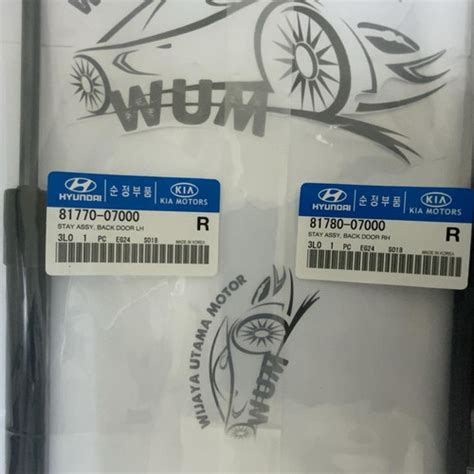 WUM
HYUNDAI 순정부품 KIA
KIA MOTORS
81770-07000
R
STAY ASSY, BACK DOOR LH
3L0 1 PC EG24 S01B
MADE IN KOREA
HYUNDAI 순정부품 KIA
KIA MOTORS
81780-07000
R
STAY ASSY, BACK DOOR RH
3L0 1 PC EG24 S01B
MADE IN KOREA
WIJAYA UTAMA MOTOR
WUM